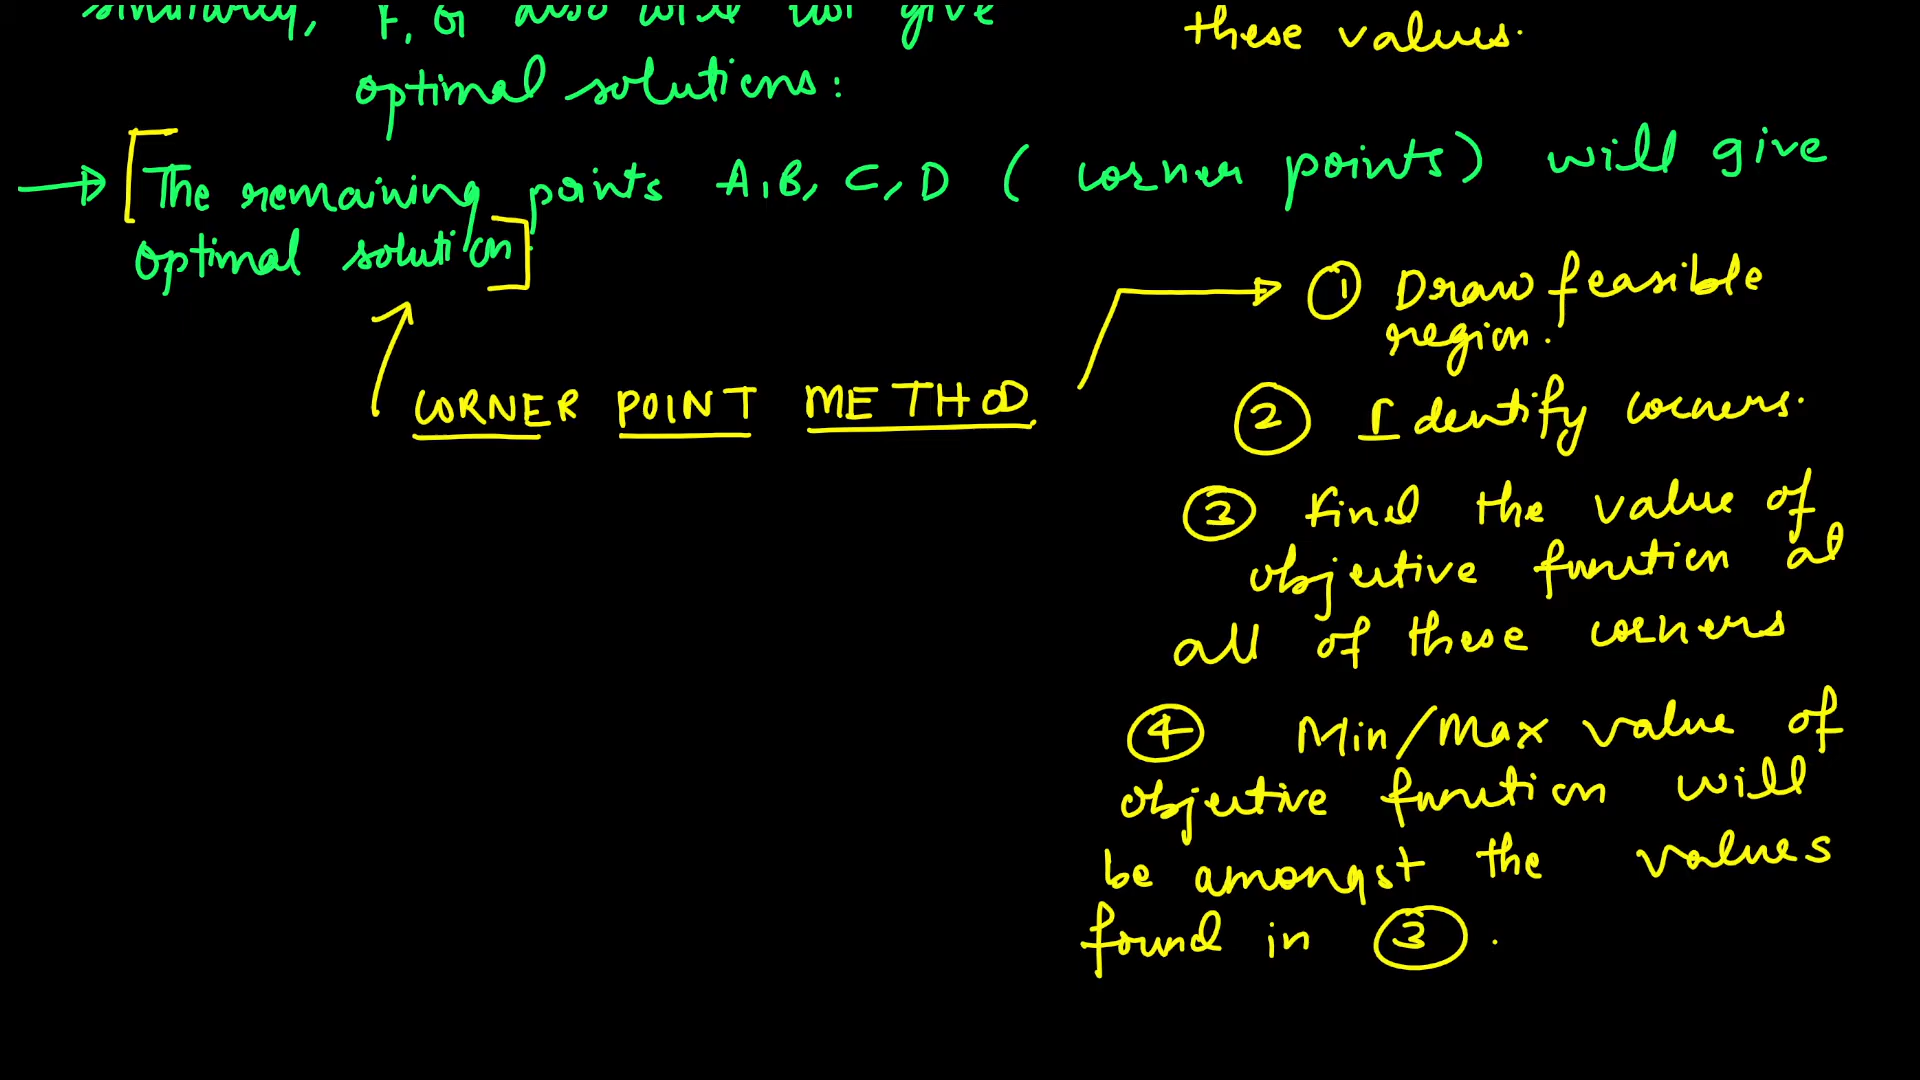 similarly, F, G also will not give
optimal solutions:
these values.
→ [The remaining points A, B, C, D (corner points) will give
optimal solution]
CORNER POINT METHOD
① Draw feasible
region.
② Identify corners.
③ Find the value of
objective function at
all of these corners
④ Min/Max value of
objective function will
be amongst the values
found in ③.